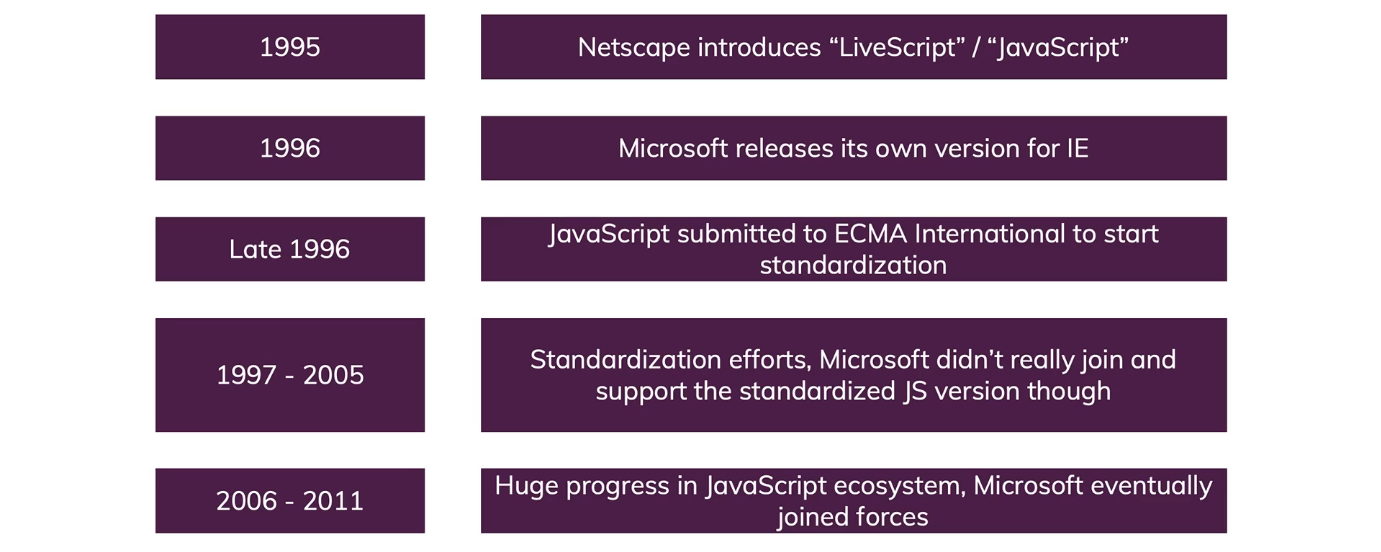 1995
Netscape introduces “LiveScript” / “JavaScript”
1996
Microsoft releases its own version for IE
Late 1996
JavaScript submitted to ECMA International to start
standardization
1997 - 2005
Standardization efforts, Microsoft didn’t really join and
support the standardized JS version though
2006 - 2011
Huge progress in JavaScript ecosystem, Microsoft eventually
joined forces